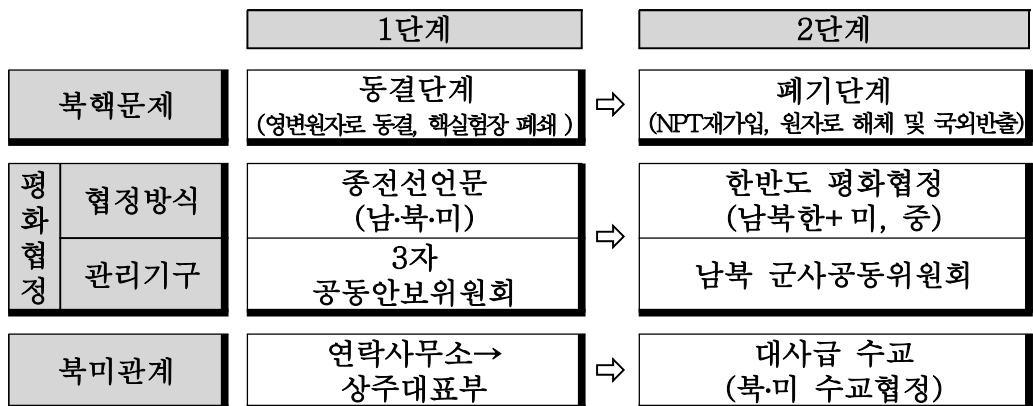 1단계
2단계
북핵문제
동결단계
(영변원자로 동결, 핵실험장 폐쇄 )
⇨
폐기단계
(NPT재가입, 원자로 해체 및 국외반출)
평화협정
협정방식
종전선언문
(남·북·미)
⇨
한반도 평화협정
(남북한+ 미, 중)
관리기구
3자
공동안보위원회
남북 군사공동위원회
북미관계
연락사무소→
상주대표부
⇨
대사급 수교
(북·미 수교협정)